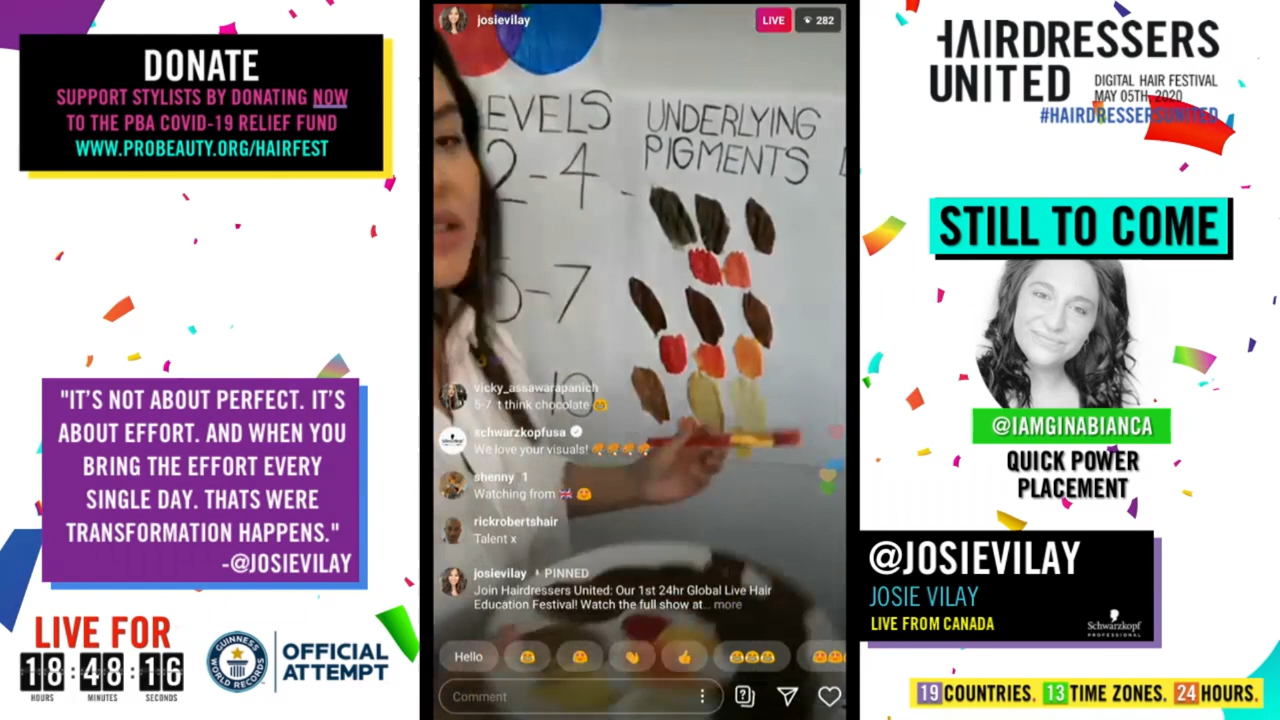 DONATE
SUPPORT STYLISTS BY DONATING NOW
TO THE PBA COVID-19 RELIEF FUND
WWW.PROBEAUTY.ORG/HAIRFEST
"IT'S NOT ABOUT PERFECT. IT'S
ABOUT EFFORT. AND WHEN YOU
BRING THE EFFORT EVERY
SINGLE DAY. THATS WERE
TRANSFORMATION HAPPENS."
-@JOSIEVILAY
LIVE FOR
18:48:16
HOURS MINUTES SECONDS
GUINNESS
WORLD RECORDS
OFFICIAL
ATTEMPT
josievilay
LIVE
282
EVELS
2-4 -
5-7
10
UNDERLYING
PIGMENTS
vicky_assawarapanich
5-7 t think chocolate
schwarzkopfusa
We love your visuals!
shenny_1
Watching from
rickrobertshair
Talent x
josievilay PINNED
Join Hairdressers United: Our 1st 24hr Global Live Hair
Education Festival! Watch the full show at... more
Hello
Comment
HAIRDRESSERS
UNITED
DIGITAL HAIR FESTIVAL
MAY 05TH, 2020
#HAIRDRESSERSUNITED
STILL TO COME
@IAMGINABIANCA
QUICK POWER
PLACEMENT
@JOSIEVILAY
JOSIE VILAY
LIVE FROM CANADA
Schwarzkopf
PROFESSIONAL
19 COUNTRIES. 13 TIME ZONES. 24 HOURS.